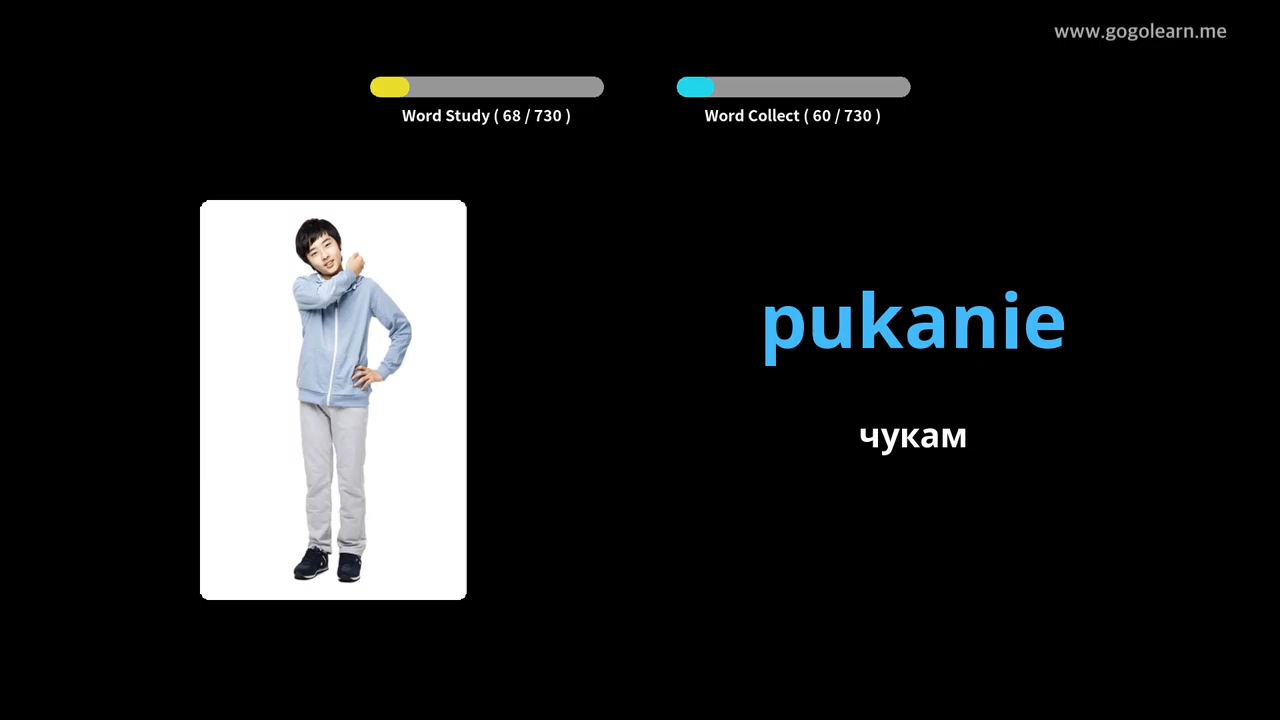 www.gogolearn.me
Word Study ( 68 / 730 )
Word Collect ( 60 / 730 )
pukanie
чукам